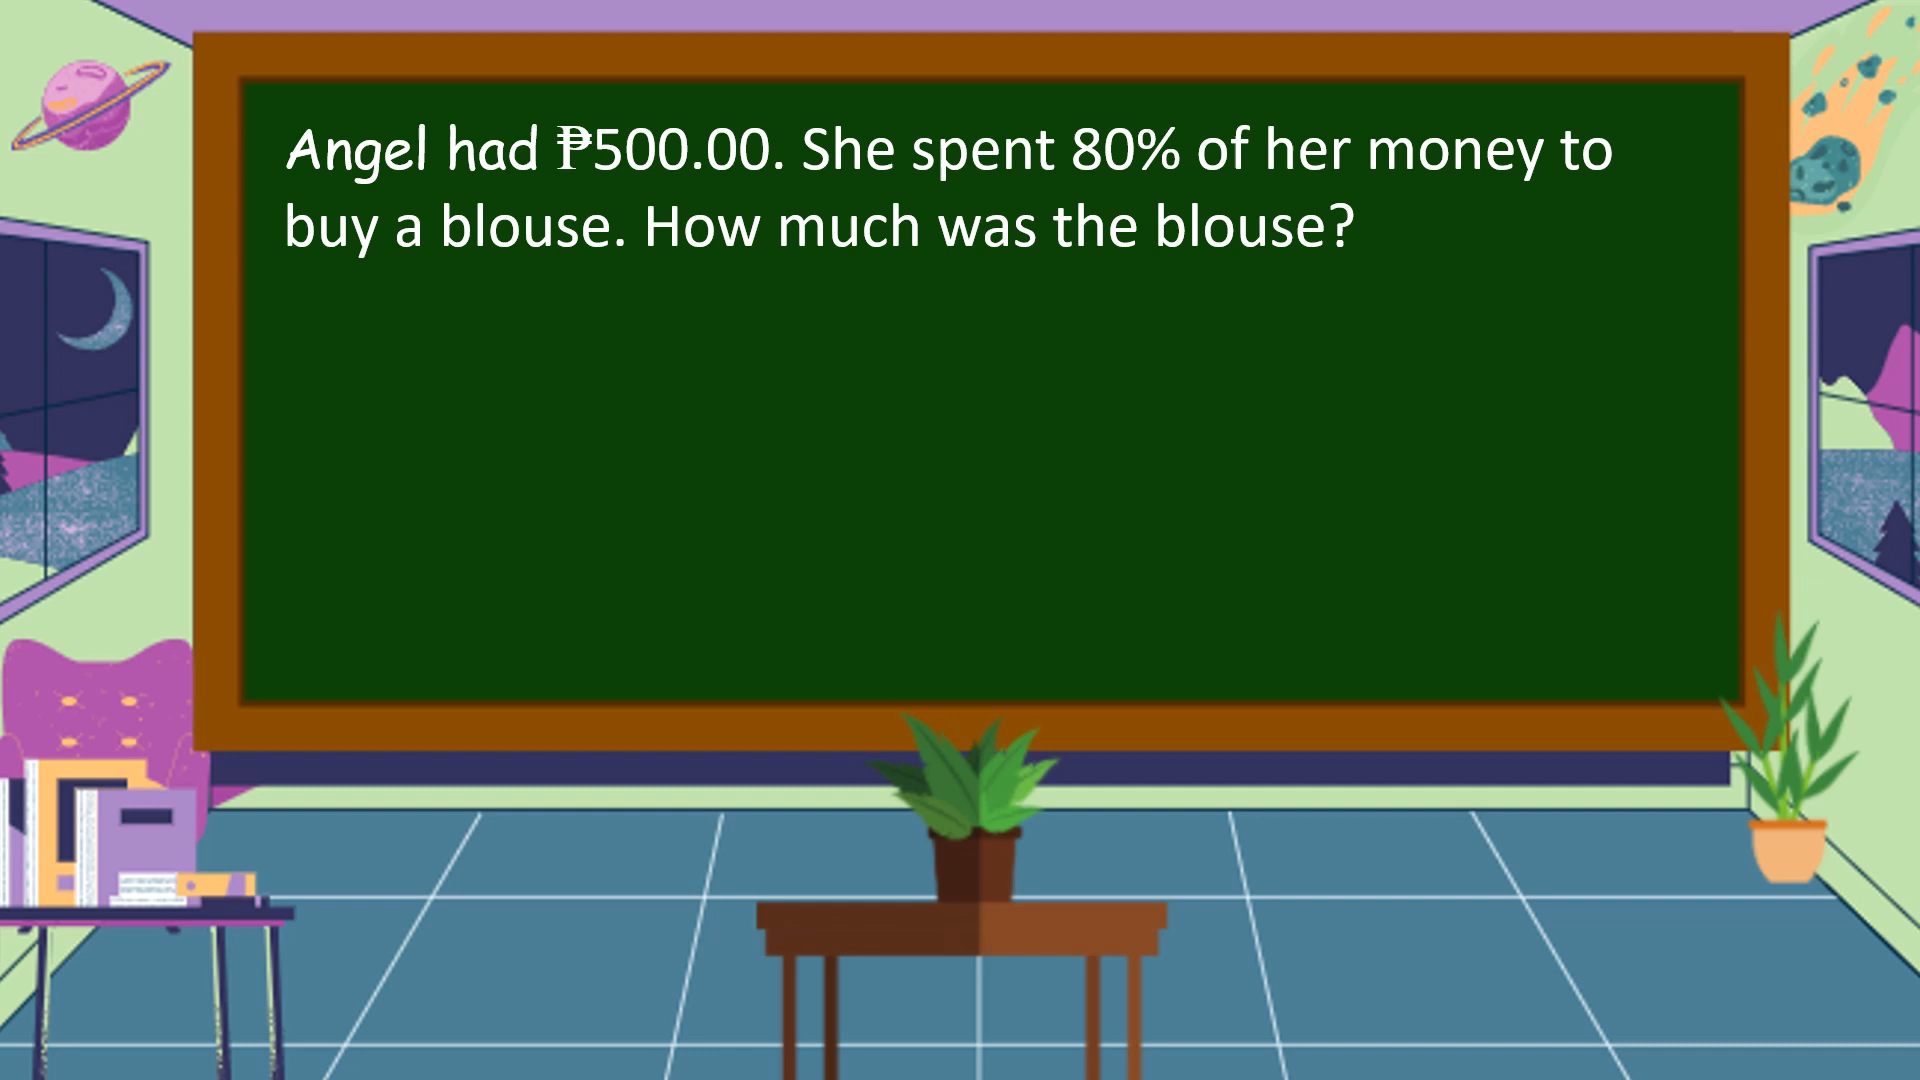 Angel had ₱500.00. She spent 80% of her money to
buy a blouse. How much was the blouse?